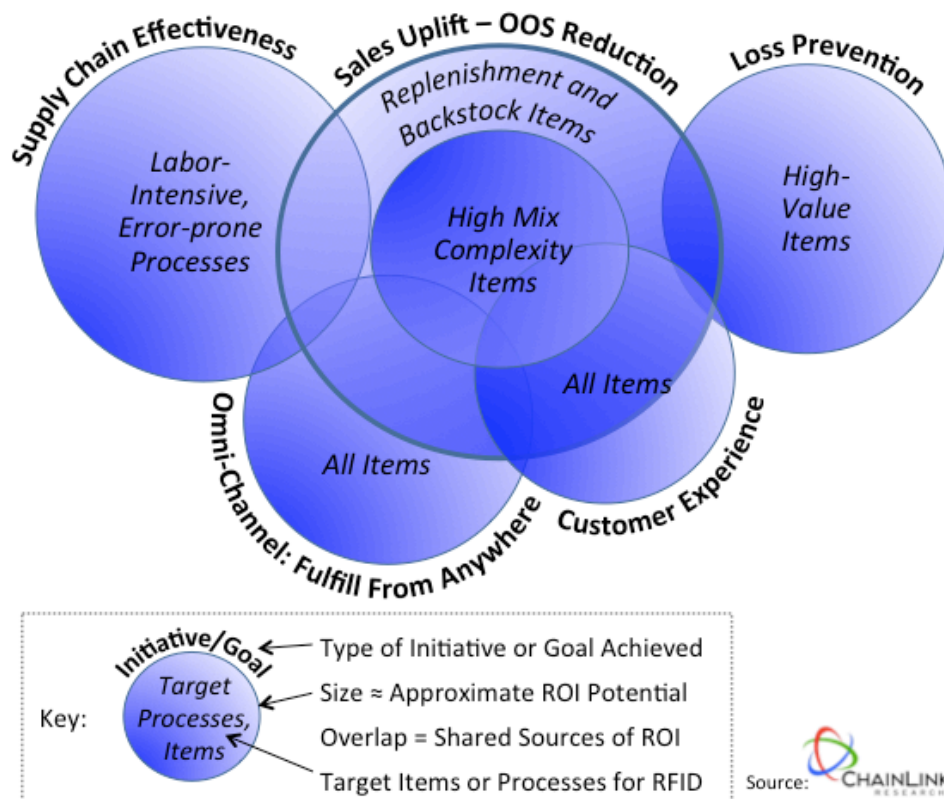 Supply Chain Effectiveness
Sales Uplift – OOS Reduction
Loss Prevention
Replenishment and
Backstock Items
Labor-
Intensive,
Error-prone
Processes
High Mix
Complexity
Items
High-
Value
Items
All Items
All Items
Omni-Channel: Fulfill From Anywhere
Customer Experience
Key:
Initiative/Goal
Target
Processes,
Items
Type of Initiative or Goal Achieved
Size ≈ Approximate ROI Potential
Overlap = Shared Sources of ROI
Target Items or Processes for RFID
Source:
CHAINLINK
RESEARCH